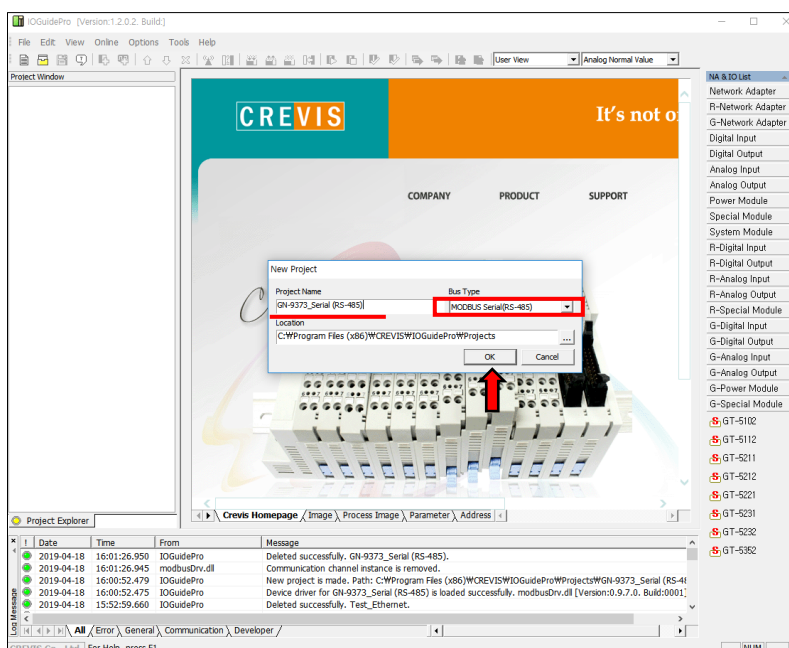 IOGuidePro [Version:1.2.0.2. Build:]
File Edit View Online Options Tools Help
User View
Analog Normal Value
Project Window
CREVIS
It's not o
COMPANY PRODUCT SUPPORT
New Project
Project Name
Bus Type
GN-9373_Serial (RS-485)
MODBUS Serial(RS-485)
Location
C:₩Program Files (x86)₩CREVIS₩IOGuidePro₩Projects
...
OK Cancel
Crevis Homepage Image Process Image Parameter Address
Project Explorer
NA & IO List
Network Adapter
R-Network Adapter
G-Network Adapter
Digital Input
Digital Output
Analog Input
Analog Output
Power Module
Special Module
System Module
R-Digital Input
R-Digital Output
R-Analog Input
R-Analog Output
R-Special Module
G-Digital Input
G-Digital Output
G-Analog Input
G-Analog Output
G-Power Module
G-Special Module
GT-5102
GT-5112
GT-5211
GT-5212
GT-5221
GT-5231
GT-5232
GT-5352
! Date Time From Message
2019-04-18 16:01:26.950 IOGuidePro Deleted successfully. GN-9373_Serial (RS-485).
2019-04-18 16:01:26.945 modbusDrv.dll Communication channel instance is removed.
2019-04-18 16:00:52.479 IOGuidePro New project is made. Path: C:₩Program Files (x86)₩CREVIS₩IOGuidePro₩Projects₩GN-9373_Serial (RS-48
2019-04-18 16:00:52.475 IOGuidePro Device driver for GN-9373_Serial (RS-485) is loaded successfully. modbusDrv.dll [Version:0.9.7.0. Build:0001]
2019-04-18 15:52:59.660 IOGuidePro Deleted successfully. Test_Ethernet.
Log Message
All Error General Communication Developer
CREVIS Co., Ltd For Help, press F1
NUM